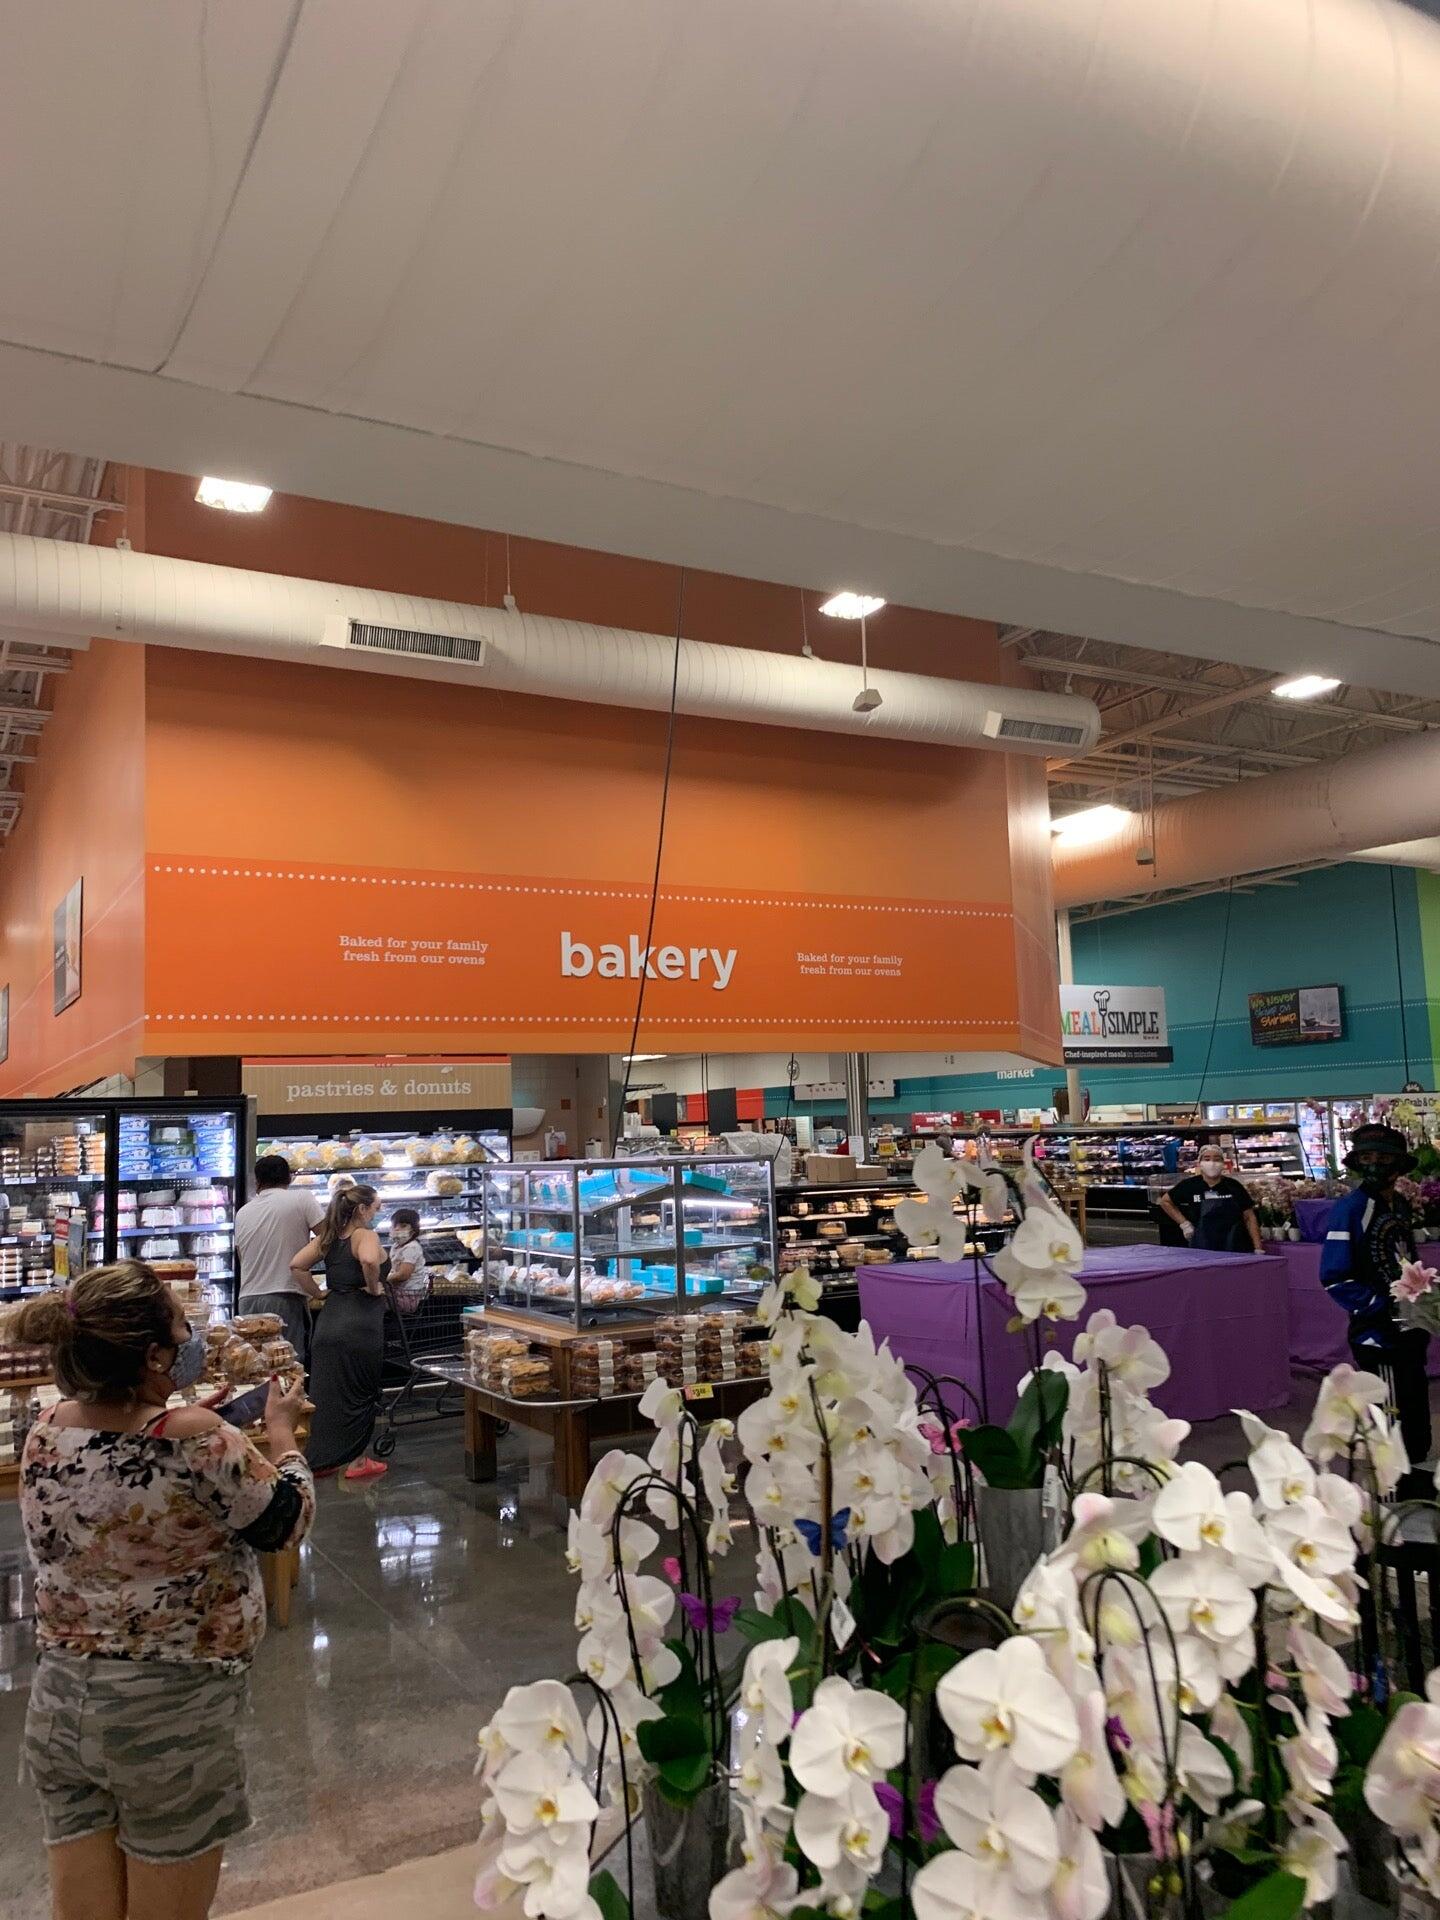 Baked for your family
fresh from our ovens
bakery
Baked for your family
fresh from our ovens
pastries & donuts
MEAL SIMPLE
Chef-inspired meals in minutes
market
We Never
Shrimp